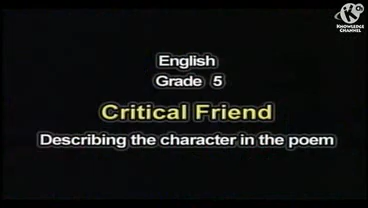 KNOWLEDGE
CHANNEL
English
Grade 5
Critical Friend
Describing the character in the poem